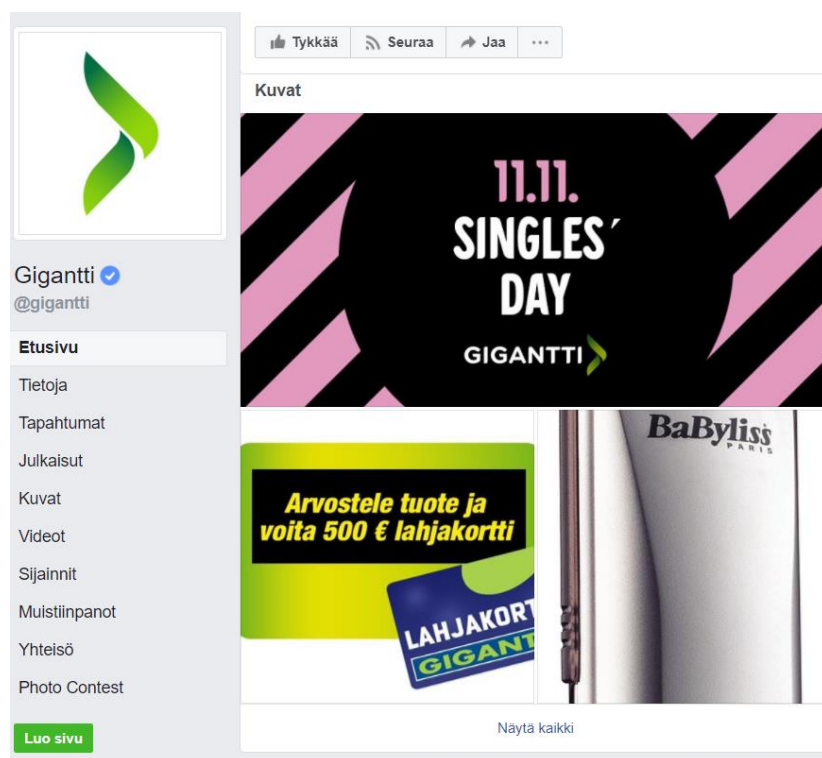 Tykkää
Seuraa
Jaa
Kuvat
11.11.
SINGLES´
DAY
GIGANTTI
Gigantti
@gigantti
Etusivu
Tietoja
Tapahtumat
Julkaisut
Kuvat
Videot
Sijainnit
Muistiinpanot
Yhteisö
Photo Contest
Luo sivu
Arvostele tuote ja
voita 500 € lahjakortti
LAHJAKORT
GIGANT
BaByliss
PARIS
Näytä kaikki